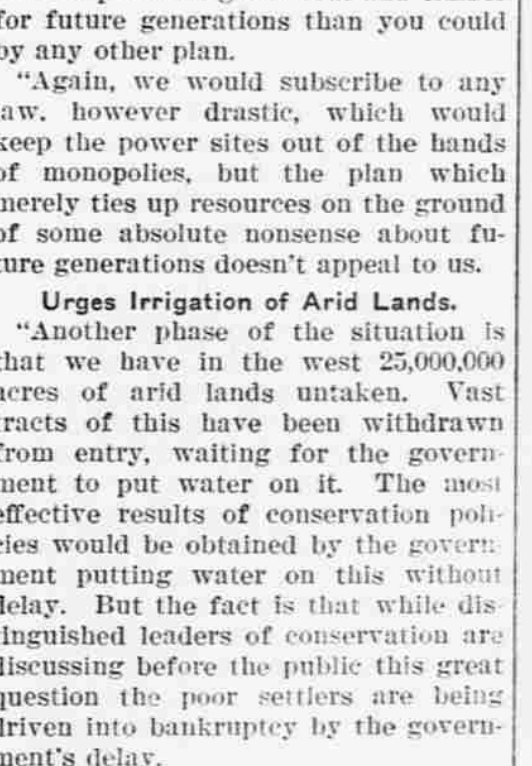 for future generations than you could
by any other plan.
"Again, we would subscribe to any
law, however drastic, which would
keep the power sites out of the hands
of monopolies, but the plan which
merely ties up resources on the ground
of some absolute nonsense about fu-
ture generations doesn't appeal to us.
Urges Irrigation of Arid Lands.
"Another phase of the situation is
that we have in the west 25,000,000
acres of arid lands untaken. Vast
tracts of this have been withdrawn
from entry, waiting for the govern-
ment to put water on it. The most
effective results of conservation poli-
cies would be obtained by the govern-
ment putting water on this without
delay. But the fact is that while dis-
tinguished leaders of conservation are
discussing before the public this great
question the poor settlers are being
driven into bankruptcy by the govern-
ment's delay.